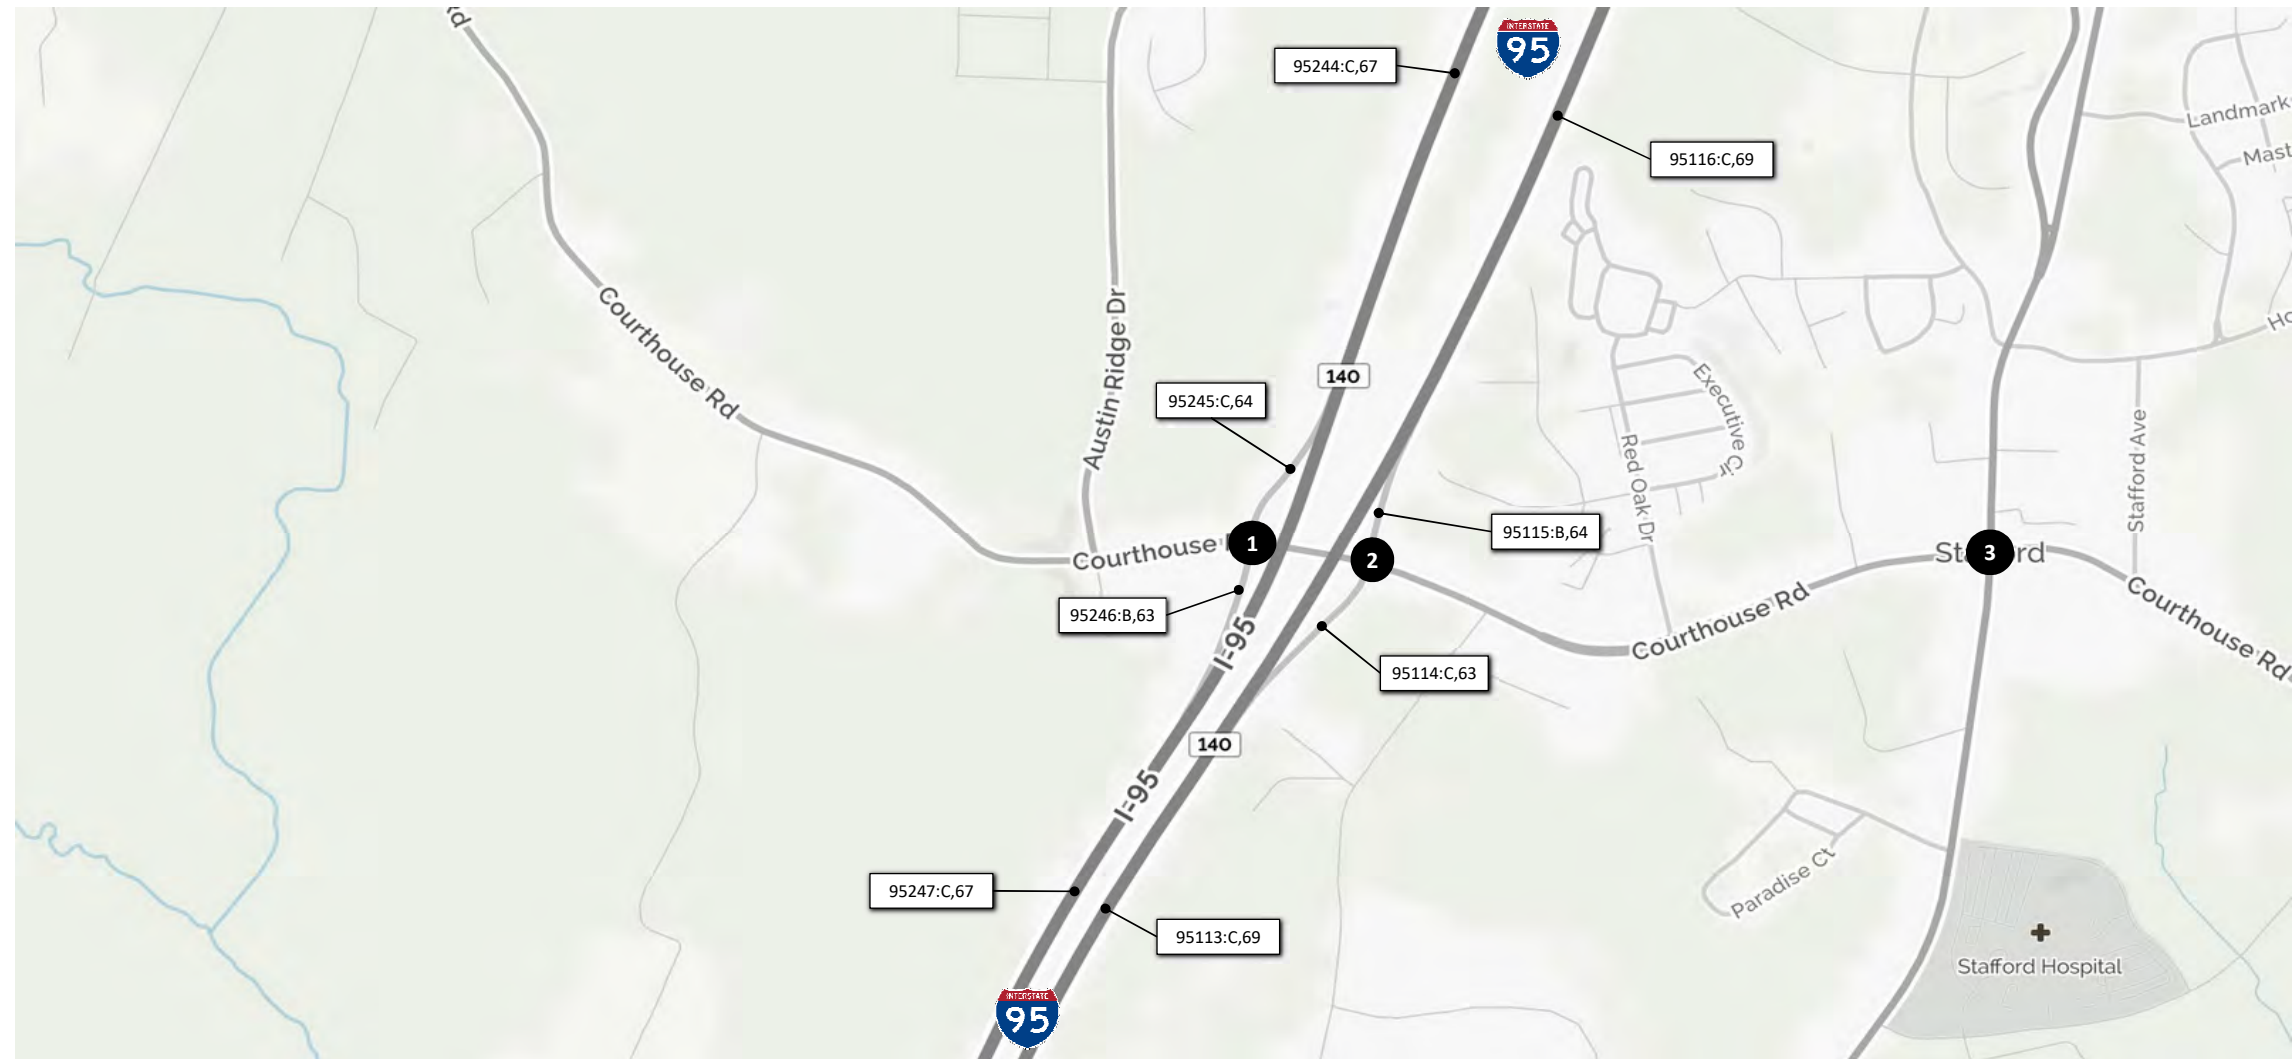 Rd
95244:C,67
INTERSTATE
95
95116:C,69
Landmark
Mast
Ho
Courthouse Rd
Austin Ridge Dr
140
95245:C,64
Executive Cir
Red Oak Dr
Stafford Ave
95115:B,64
Courthouse
1
2
3
95246:B,63
I-95
95114:C,63
Courthouse Rd
Courthouse Rd
140
I-95
Paradise Ct
95247:C,67
95113:C,69
Stafford Hospital
INTERSTATE
95